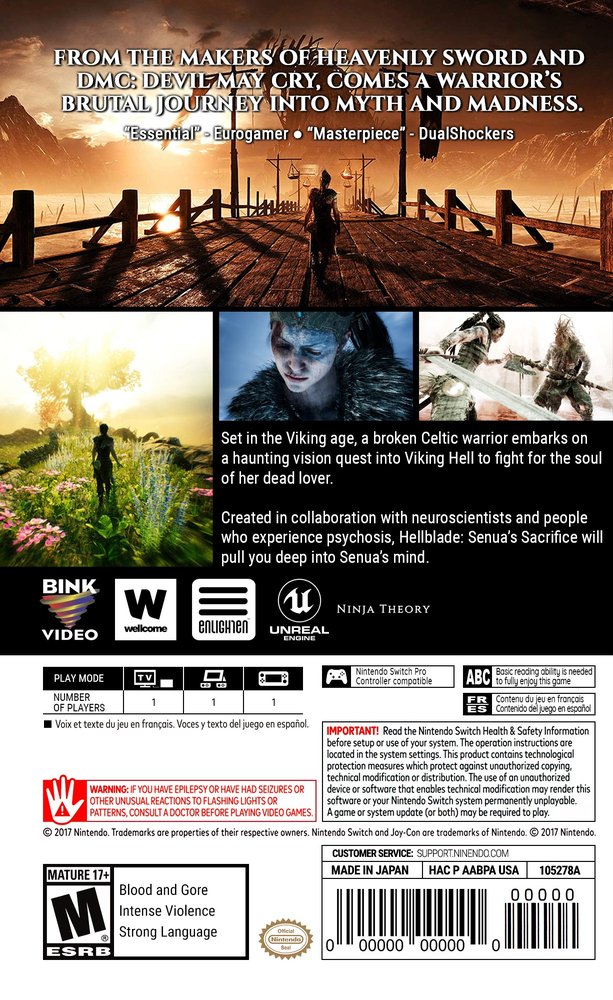 FROM THE MAKERS OF HEAVENLY SWORD AND
DMC: DEVIL MAY CRY, COMES A WARRIOR'S
BRUTAL JOURNEY INTO MYTH AND MADNESS.
"Essential" - Eurogamer ● "Masterpiece" - DualShockers
Set in the Viking age, a broken Celtic warrior embarks on
a haunting vision quest into Viking Hell to fight for the soul
of her dead lover.
Created in collaboration with neuroscientists and people
who experience psychosis, Hellblade: Senua's Sacrifice will
pull you deep into Senua's mind.
BINK
VIDEO
W
wellcome
ENLIGHTEN
U
UNREAL
ENGINE
NINJA THEORY
PLAY MODE
TV
NUMBER
OF PLAYERS
1 1 1
■ Voix et texte du jeu en français. Voces y texto del juego en español.
Nintendo Switch Pro
Controller compatible
ABC
Basic reading ability is needed
to fully enjoy this game
FR
ES
Contenu du jeu en français
Contenido del juego en español
IMPORTANT! Read the Nintendo Switch Health & Safety Information
before setup or use of your system. The operation instructions are
located in the system settings. This product contains technological
protection measures which protect against unauthorized copying,
technical modification or distribution. The use of an unauthorized
device or software that enables technical modification may render this
software or your Nintendo Switch system permanently unplayable.
A game or system update (or both) may be required to play.
WARNING: IF YOU HAVE EPILEPSY OR HAVE HAD SEIZURES OR
OTHER UNUSUAL REACTIONS TO FLASHING LIGHTS OR
PATTERNS, CONSULT A DOCTOR BEFORE PLAYING VIDEO GAMES.
© 2017 Nintendo. Trademarks are properties of their respective owners. Nintendo Switch and Joy-Con are trademarks of Nintendo. © 2017 Nintendo.
MATURE 17+
M
ESRB
Blood and Gore
Intense Violence
Strong Language
Official
Nintendo
Seal
CUSTOMER SERVICE: SUPPORT.NINENDO.COM
MADE IN JAPAN
HAC P AABPA USA
105278A
00000
0 00000 00000 0